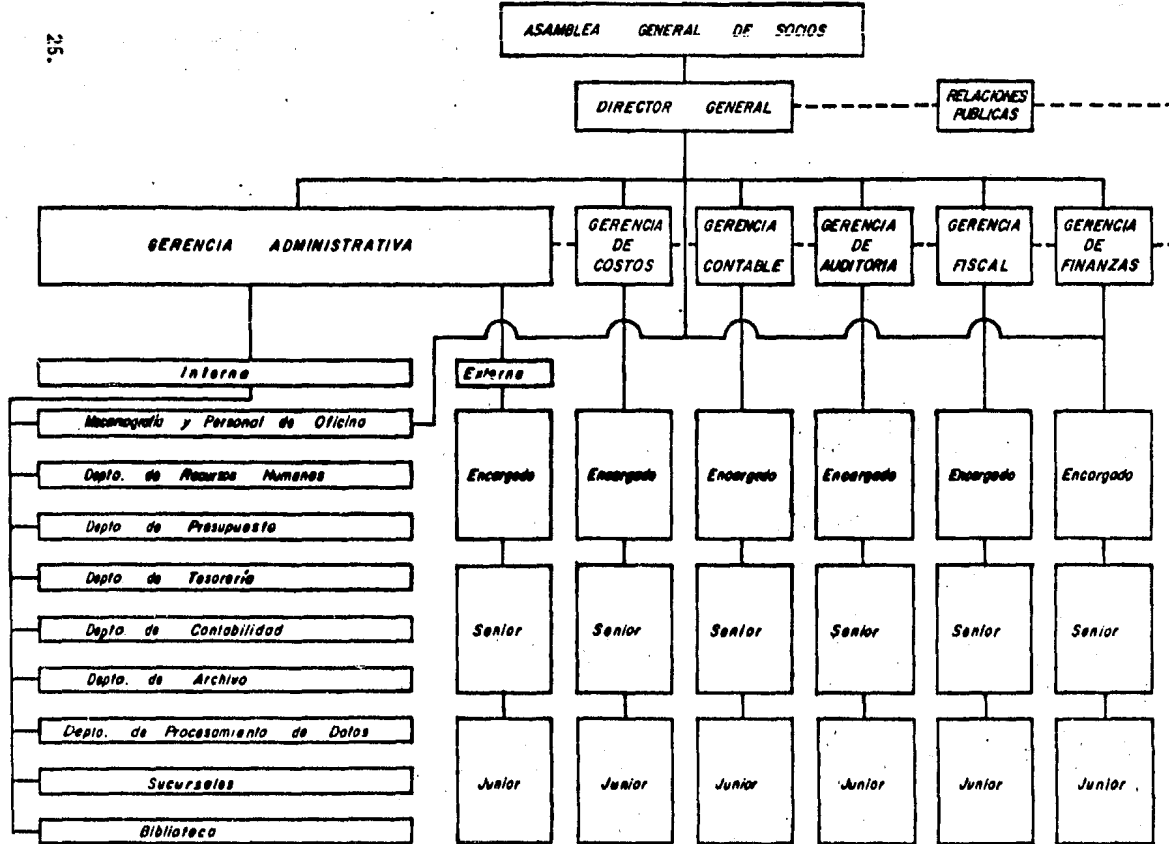 25.
ASAMBLEA GENERAL DE SOCIOS
DIRECTOR GENERAL
RELACIONES
PUBLICAS
GERENCIA ADMINISTRATIVA
GERENCIA
DE
COSTOS
GERENCIA
CONTABLE
GERENCIA
DE
AUDITORIA
GERENCIA
FISCAL
GERENCIA
DE
FINANZAS
Interna
Externa
Mecanografía y Personal de Oficina
Depto. de Recursos Humanos
Depto de Presupuesto
Depto de Tesorería
Depto. de Contabilidad
Depto. de Archivo
Depto. de Procesamiento de Datos
Sucursales
Biblioteca
Encargado
Encargado
Encargado
Encargado
Encargado
Encargado
Senior
Senior
Senior
Senior
Senior
Senior
Junior
Junior
Junior
Junior
Junior
Junior